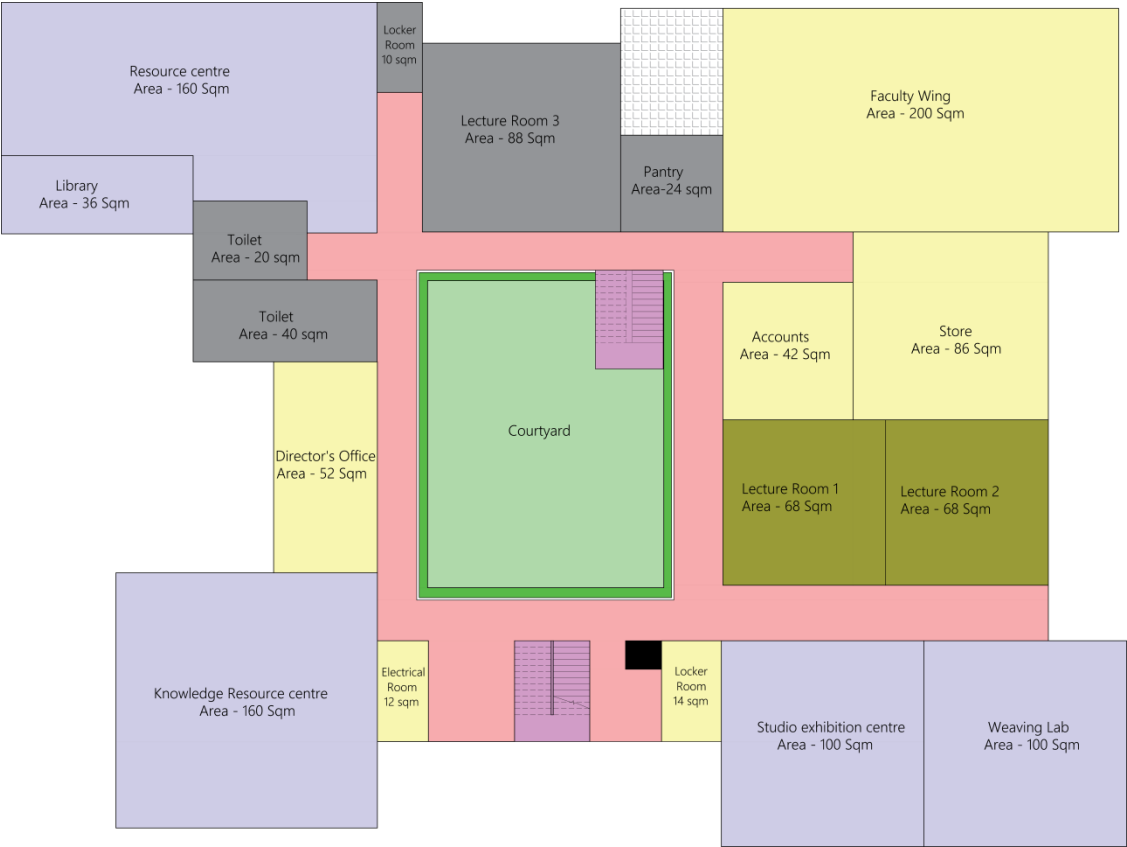 Locker
Room
10 sqm
Resource centre
Area - 160 Sqm
Faculty Wing
Area - 200 Sqm
Lecture Room 3
Area - 88 Sqm
Pantry
Area-24 sqm
Library
Area - 36 Sqm
Toilet
Area - 20 sqm
Toilet
Area - 40 sqm
Accounts
Area - 42 Sqm
Store
Area - 86 Sqm
Courtyard
Director's Office
Area - 52 Sqm
Lecture Room 1
Area - 68 Sqm
Lecture Room 2
Area - 68 Sqm
Electrical
Room
12 sqm
Locker
Room
14 sqm
Knowledge Resource centre
Area - 160 Sqm
Studio exhibition centre
Area - 100 Sqm
Weaving Lab
Area - 100 Sqm